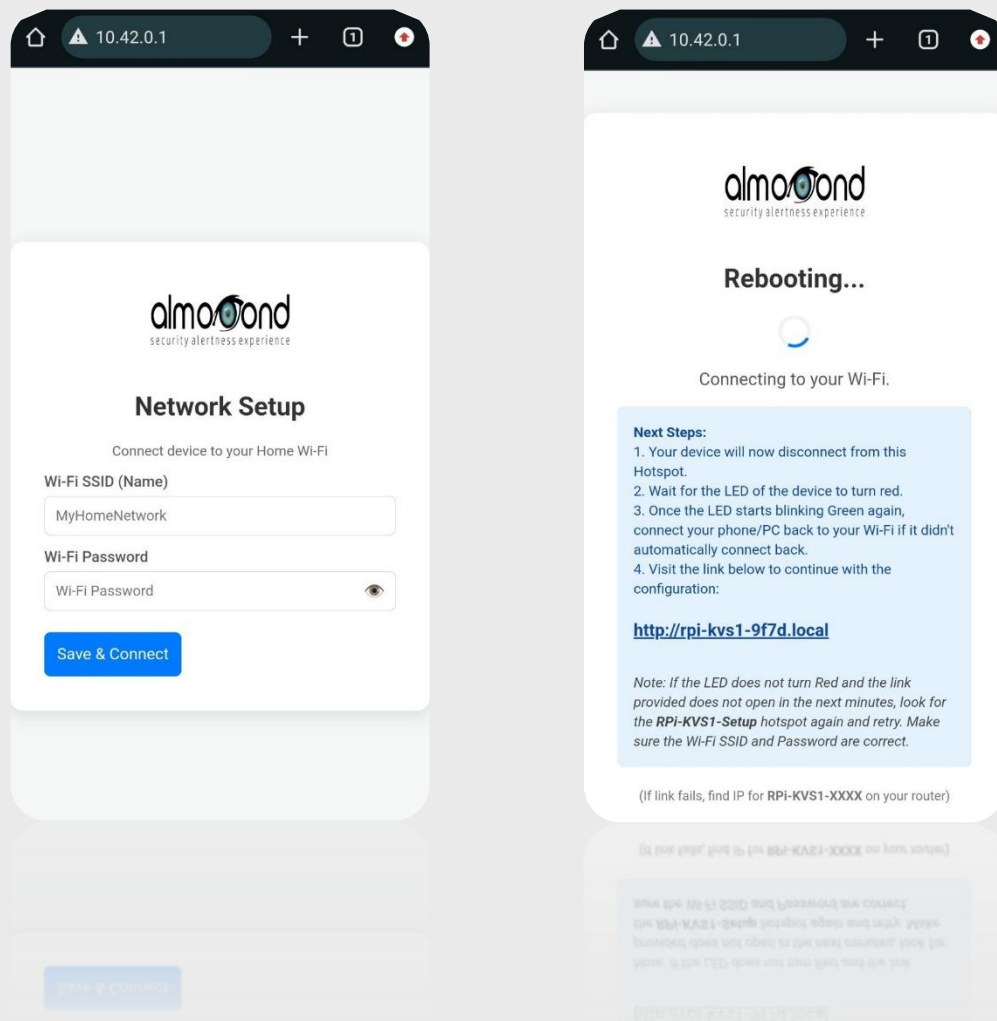 10.42.0.1
1
almond
security alertness experience
Network Setup
Connect device to your Home Wi-Fi
Wi-Fi SSID (Name)
MyHomeNetwork
Wi-Fi Password
Wi-Fi Password
Save & Connect
10.42.0.1
1
almond
security alertness experience
Rebooting...
Connecting to your Wi-Fi.
Next Steps:
1. Your device will now disconnect from this
Hotspot.
2. Wait for the LED of the device to turn red.
3. Once the LED starts blinking Green again,
connect your phone/PC back to your Wi-Fi if it didn't
automatically connect back.
4. Visit the link below to continue with the
configuration:
http://rpi-kvs1-9f7d.local
Note: If the LED does not turn Red and the link
provided does not open in the next minutes, look for
the RPi-KVS1-Setup hotspot again and retry. Make
sure the Wi-Fi SSID and Password are correct.
(If link fails, find IP for RPi-KVS1-XXXX on your router)